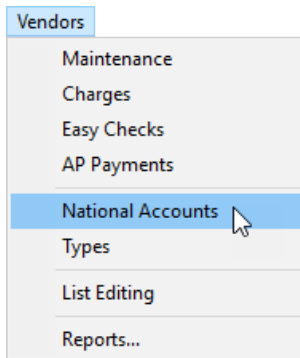 Vendors
Maintenance
Charges
Easy Checks
AP Payments
National Accounts
Types
List Editing
Reports...